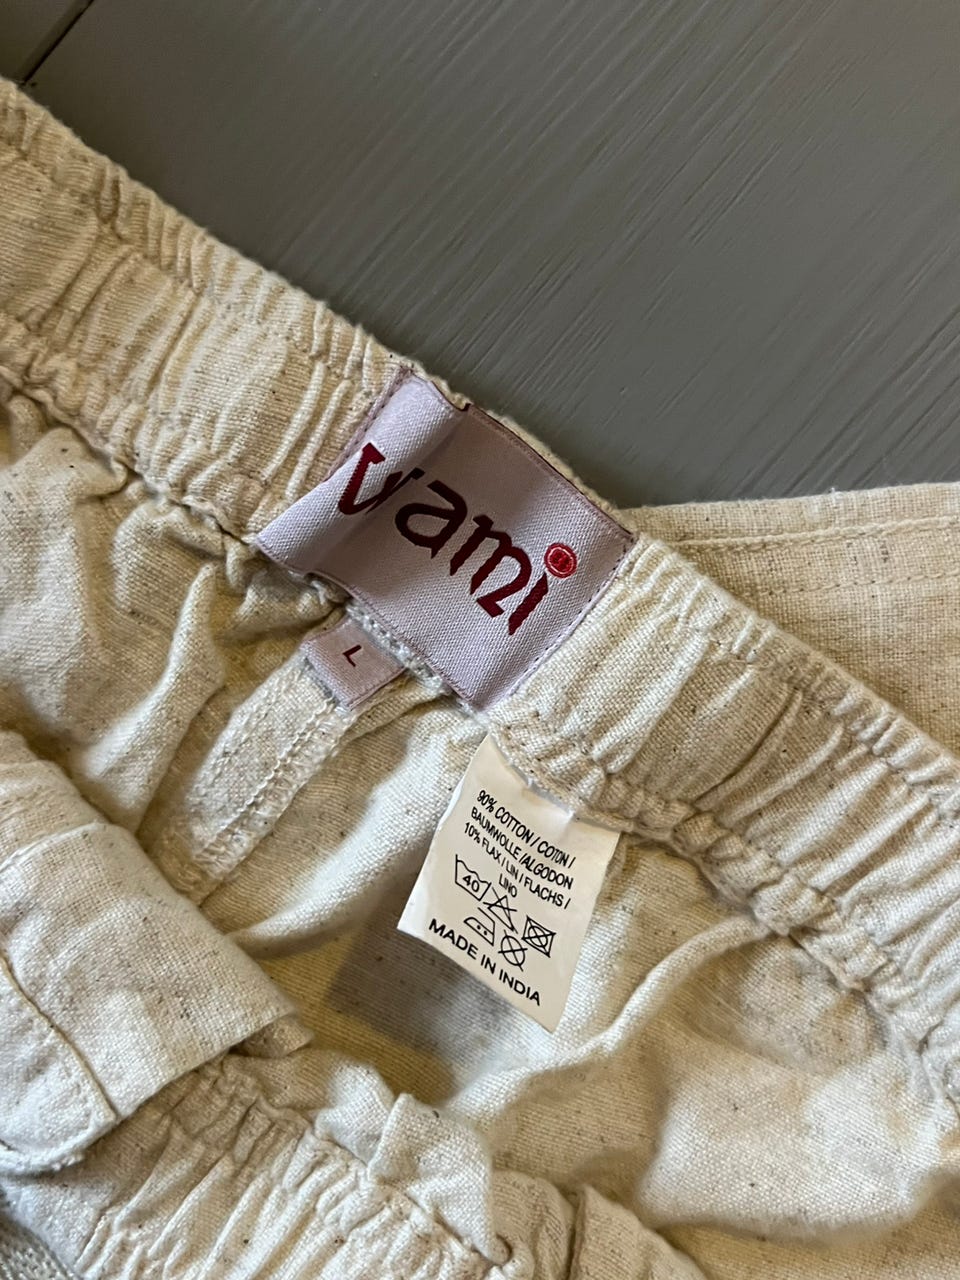 vami
L
90% COTTON / COTON /
BAUMWOLLE /ALGODON
10% FLAX / LIN / FLACHS /
LINO
40
MADE IN INDIA